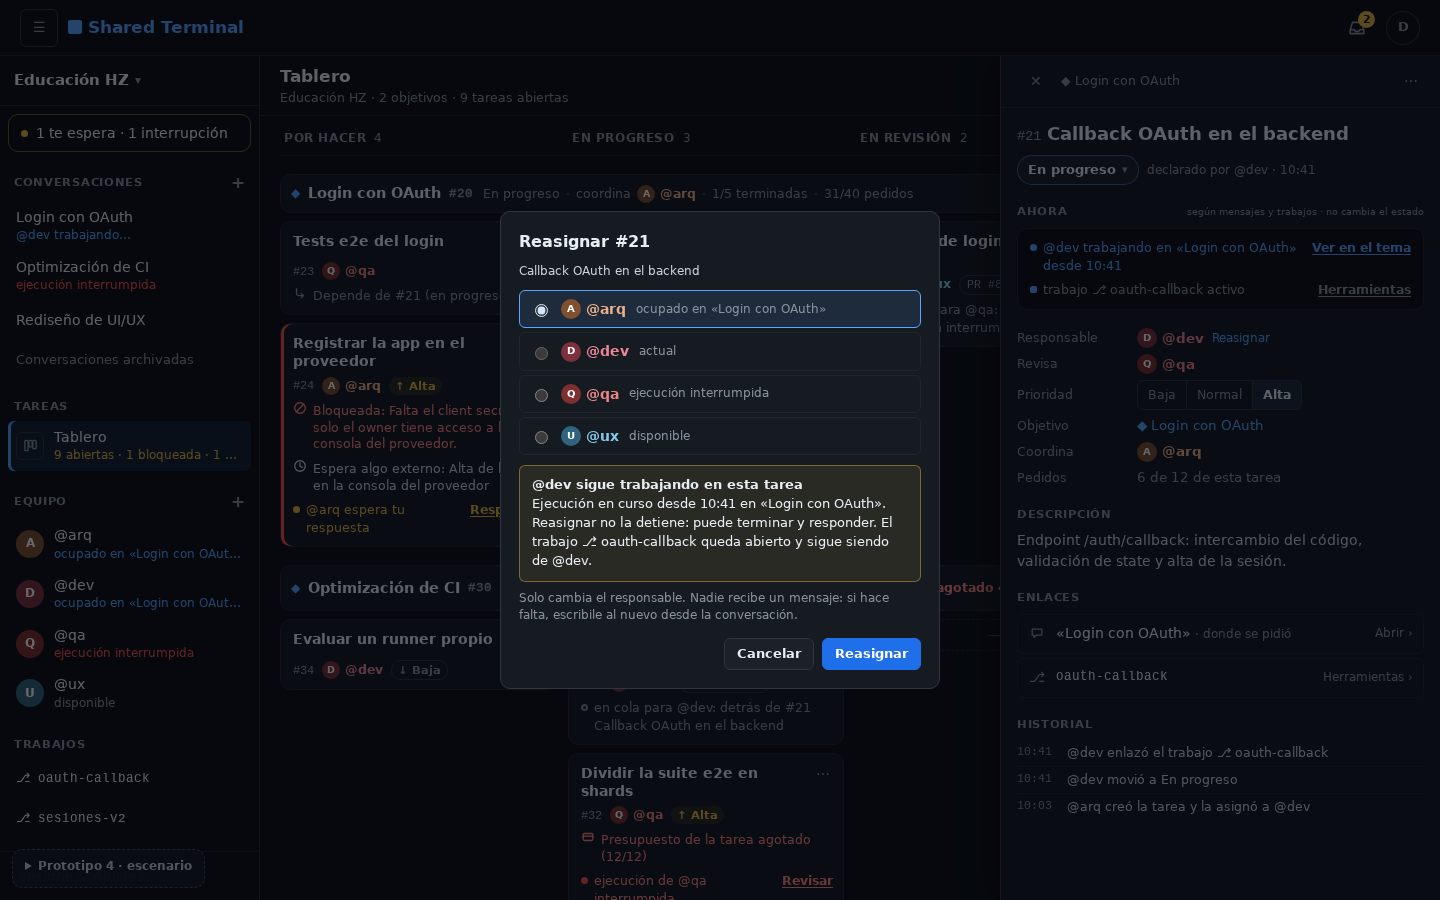 ☰ Shared Terminal 2 D
Educación HZ ▾
1 te espera · 1 interrupción
CONVERSACIONES +
Login con OAuth
@dev trabajando…
Optimización de CI
ejecución interrumpida
Rediseño de UI/UX
Conversaciones archivadas
TAREAS
Tablero
9 abiertas · 1 bloqueada · 1 …
EQUIPO +
A @arq
ocupado en «Login con OAut…
D @dev
ocupado en «Login con OAut…
Q @qa
ejecución interrumpida
U @ux
disponible
TRABAJOS
⎇ oauth-callback
⎇ sesiones-v2
▶ Prototipo 4 · escenario
Tablero
Educación HZ · 2 objetivos · 9 tareas abiertas
POR HACER 4
EN PROGRESO 3
EN REVISIÓN 2
◆ Login con OAuth #20 En progreso · coordina A @arq · 1/5 terminadas · 31/40 pedidos
Tests e2e del login
#23 Q @qa
Depende de #21 (en progres
Registrar la app en el
proveedor
#24 A @arq ↑ Alta
Bloqueada: Falta el client sec
solo el owner tiene acceso a l
consola del proveedor.
Espera algo externo: Alta de l
en la consola del proveedor
@arq espera tu
respuesta
Resp
de login
ux PR #8
ara @qa:
interrum
◆ Optimización de CI #30
agotado
Evaluar un runner propio
#34 D @dev ↓ Baja
en cola para @dev: detrás de #21
Callback OAuth en el backend
Dividir la suite e2e en
shards
…
#32 Q @qa ↑ Alta
Presupuesto de la tarea agotado
(12/12)
ejecución de @qa
interrumpida
Revisar
Reasignar #21
Callback OAuth en el backend
A @arq ocupado en «Login con OAuth»
D @dev actual
Q @qa ejecución interrumpida
U @ux disponible
@dev sigue trabajando en esta tarea
Ejecución en curso desde 10:41 en «Login con OAuth».
Reasignar no la detiene: puede terminar y responder. El
trabajo ⎇ oauth-callback queda abierto y sigue siendo
de @dev.
Solo cambia el responsable. Nadie recibe un mensaje: si hace
falta, escribile al nuevo desde la conversación.
Cancelar Reasignar
✕ ◆ Login con OAuth …
#21 Callback OAuth en el backend
En progreso ▾ declarado por @dev · 10:41
AHORA según mensajes y trabajos · no cambia el estado
@dev trabajando en «Login con OAuth» Ver en el tema
desde 10:41
trabajo ⎇ oauth-callback activo Herramientas
Responsable D @dev Reasignar
Revisa Q @qa
Prioridad Baja Normal Alta
Objetivo ◆ Login con OAuth
Coordina A @arq
Pedidos 6 de 12 de esta tarea
DESCRIPCIÓN
Endpoint /auth/callback: intercambio del código,
validación de state y alta de la sesión.
ENLACES
«Login con OAuth» · donde se pidió Abrir ›
⎇ oauth-callback Herramientas ›
HISTORIAL
10:41 @dev enlazó el trabajo ⎇ oauth-callback
10:41 @dev movió a En progreso
10:03 @arq creó la tarea y la asignó a @dev